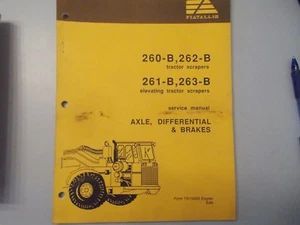 FIATALLIS
260-B, 262-B
tractor scrapers
261-B, 263-B
elevating tractor scrapers
service manual
AXLE, DIFFERENTIAL
& BRAKES